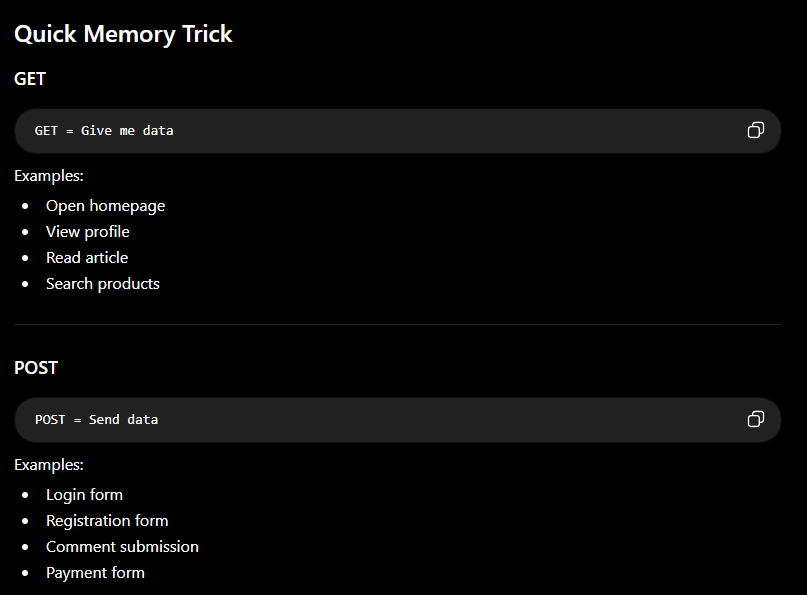 Quick Memory Trick
GET
GET = Give me data
Examples:
Open homepage
View profile
Read article
Search products
POST
POST = Send data
Examples:
Login form
Registration form
Comment submission
Payment form